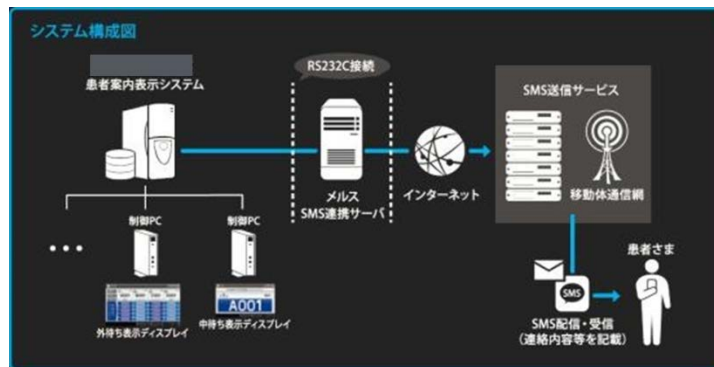 システム構成図
患者案内表示システム
RS232C接続
メルス
SMS連携サーバ
インターネット
SMS送信サービス
移動体通信網
制御PC
制御PC
外待ち表示ディスプレイ
A001
中待ち表示ディスプレイ
SMS
SMS配信・受信
(連絡内容等を記載)
患者さま